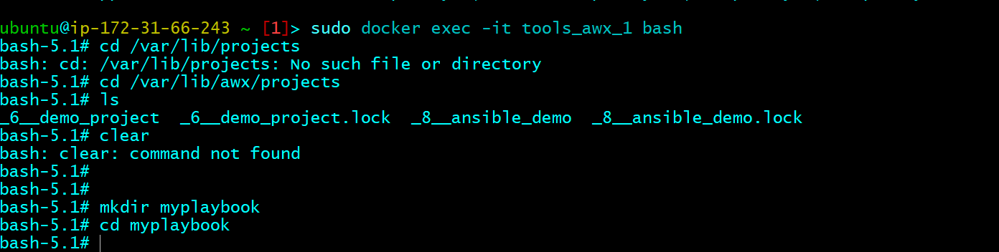 ubuntu@ip-172-31-66-243 ~ [1]> sudo docker exec -it tools_awx_1 bash
bash-5.1# cd /var/lib/projects
bash: cd: /var/lib/projects: No such file or directory
bash-5.1# cd /var/lib/awx/projects
bash-5.1# ls
_6__demo_project  _6__demo_project.lock  _8__ansible_demo  _8__ansible_demo.lock
bash-5.1# clear
bash: clear: command not found
bash-5.1#
bash-5.1#
bash-5.1# mkdir myplaybook
bash-5.1# cd myplaybook
bash-5.1#